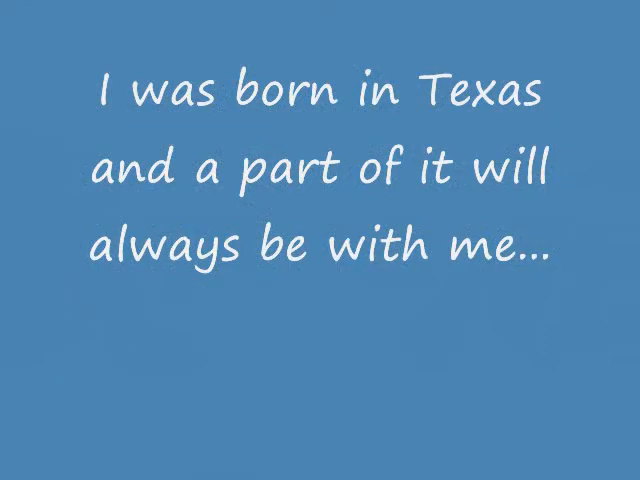 I was born in Texas
and a part of it will
always be with me...